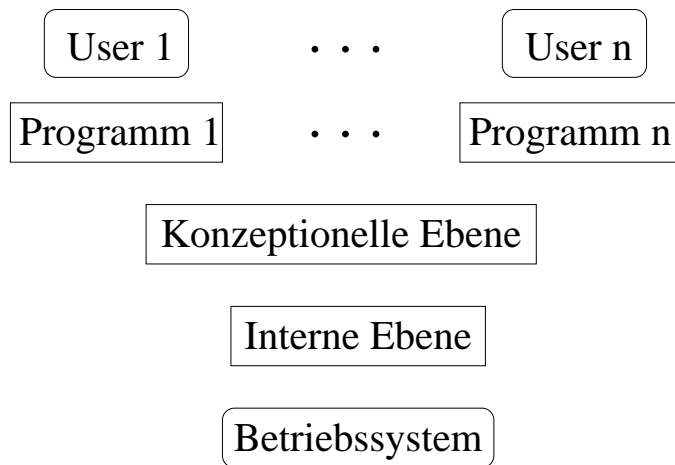 User 1 . . . User n
Programm 1 . . . Programm n
Konzeptionelle Ebene
Interne Ebene
Betriebssystem